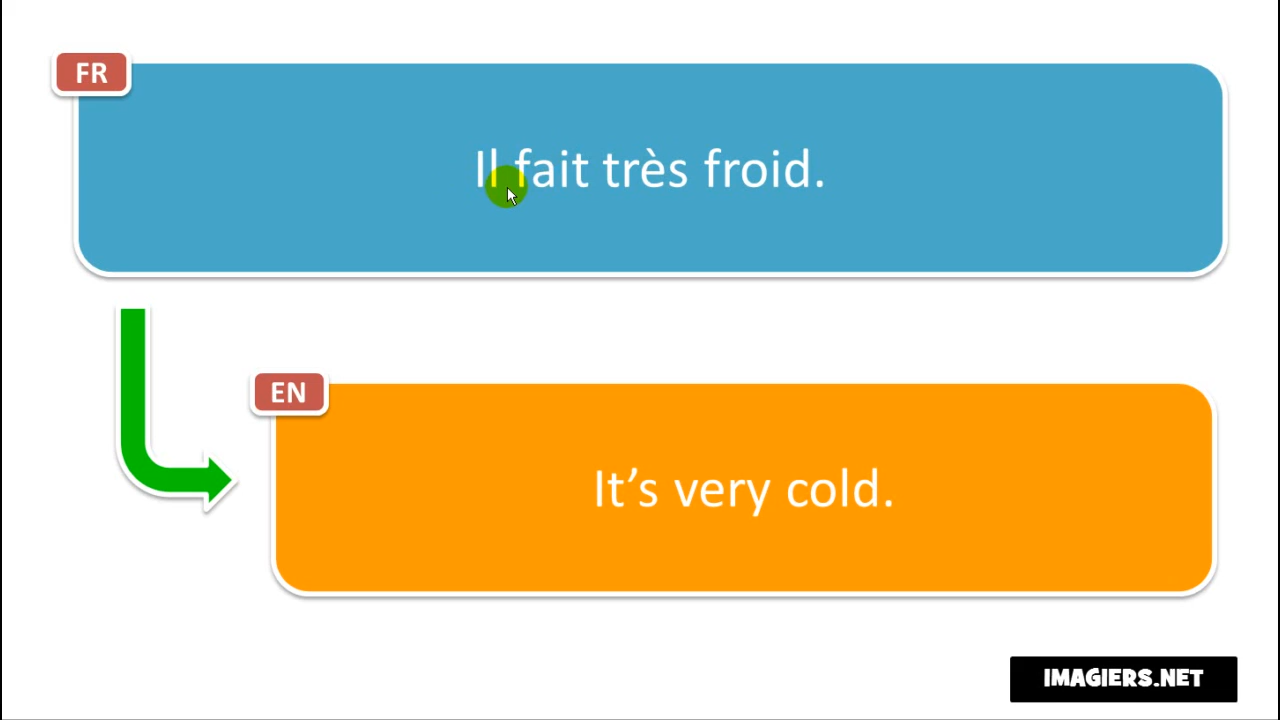 FR
Il fait très froid.
EN
It’s very cold.
IMAGIERS.NET